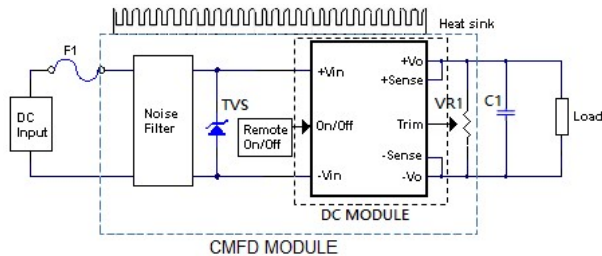 Heat sink
F1
DC
Input
Noise
Filter
TVS
Remote
On/Off
+Vin
On/Off
-Vin
+Vo
+Sense
Trim
-Sense
-Vo
VR1
C1
Load
DC MODULE
CMFD MODULE